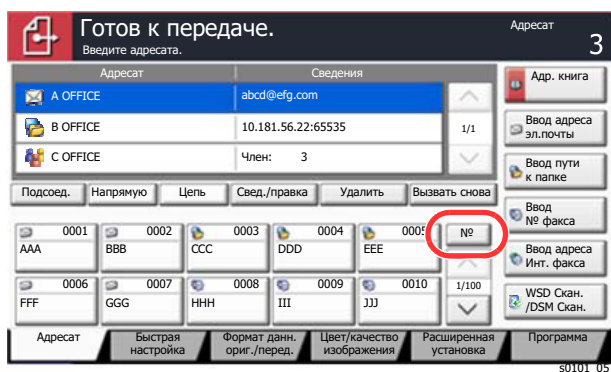 Готов к передаче.
Введите адресата.
Адресат
3
Адресат Сведения
A OFFICE abcd@efg.com
B OFFICE 10.181.56.22:65535 1/1
C OFFICE Член: 3
Подсоед. Напрямую Цепь Свед./правка Удалить Вызвать снова
0001 0002 0003 0004 0005 №
AAA BBB CCC DDD EEE
0006 0007 0008 0009 0010 1/100
FFF GGG HHH III JJJ
Адр. книга
Ввод адреса
эл.почты
Ввод пути
к папке
Ввод
№ факса
Ввод адреса
Инт. факса
WSD Скан.
/DSM Скан.
Адресат
Быстрая
настройка
Формат данн.
ориг./перед.
Цвет/качество
изображения
Расширенная
установка
Программа
s0101_05